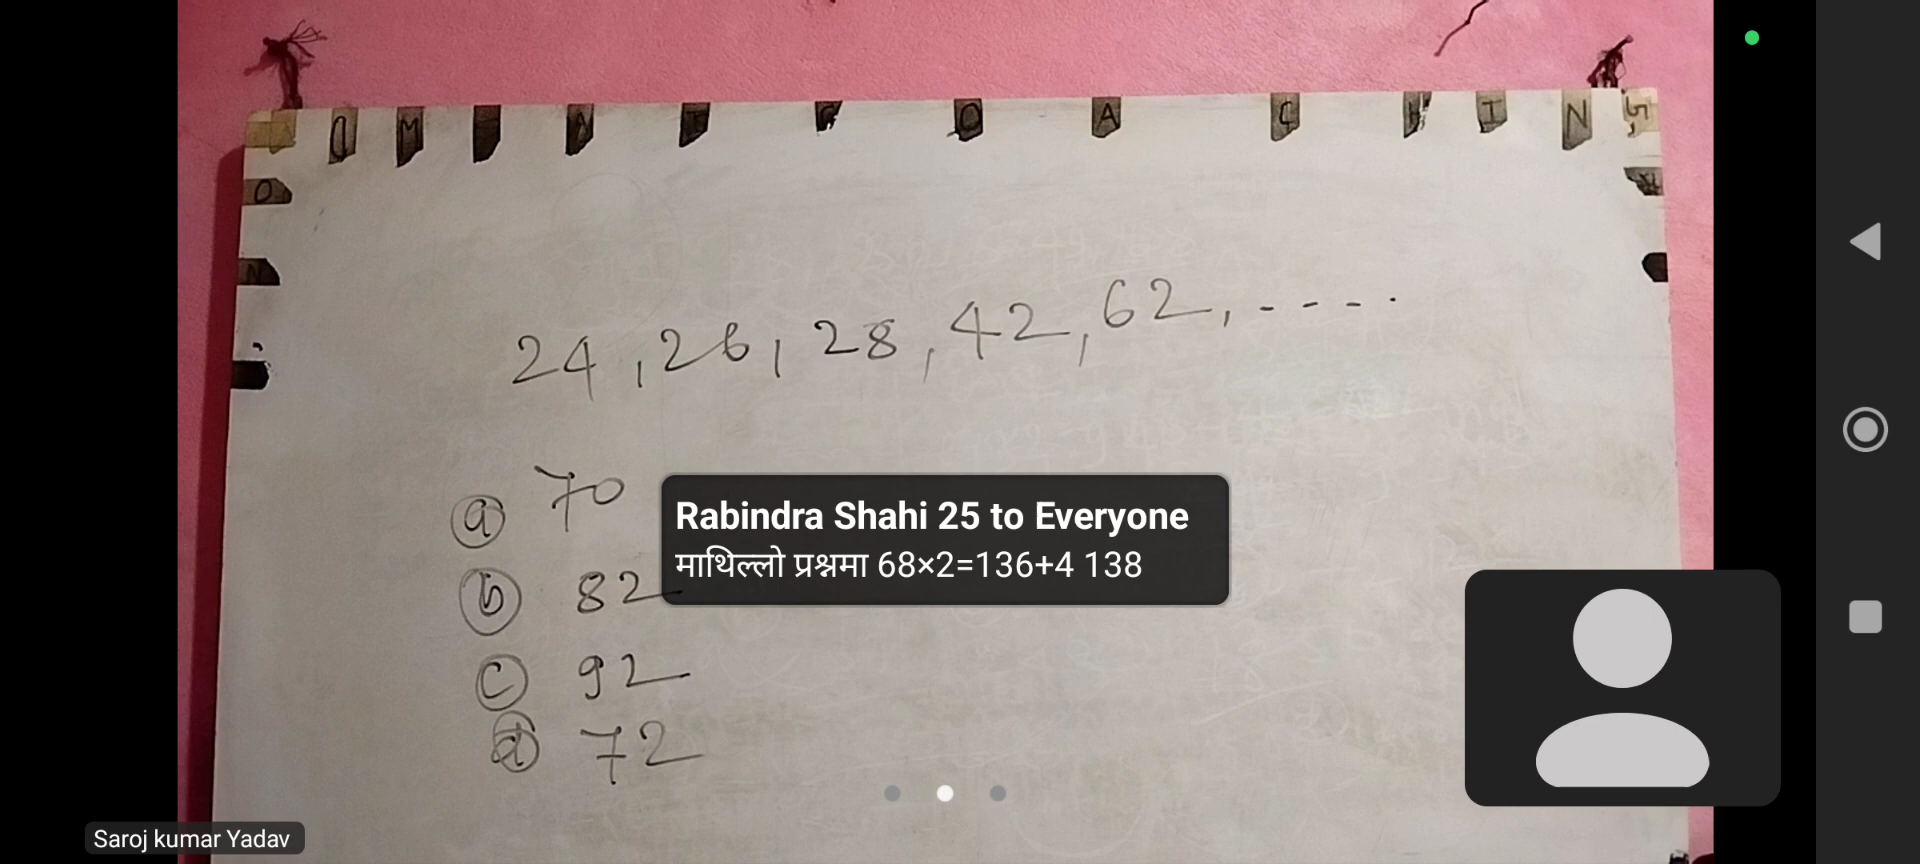 24, 26, 28, 42, 62, - - - -
ⓐ 70
ⓑ 82
ⓒ 92
ⓓ 72
Rabindra Shahi 25 to Everyone
माथिल्लो प्रश्नमा 68×2=136+4 138
Saroj kumar Yadav